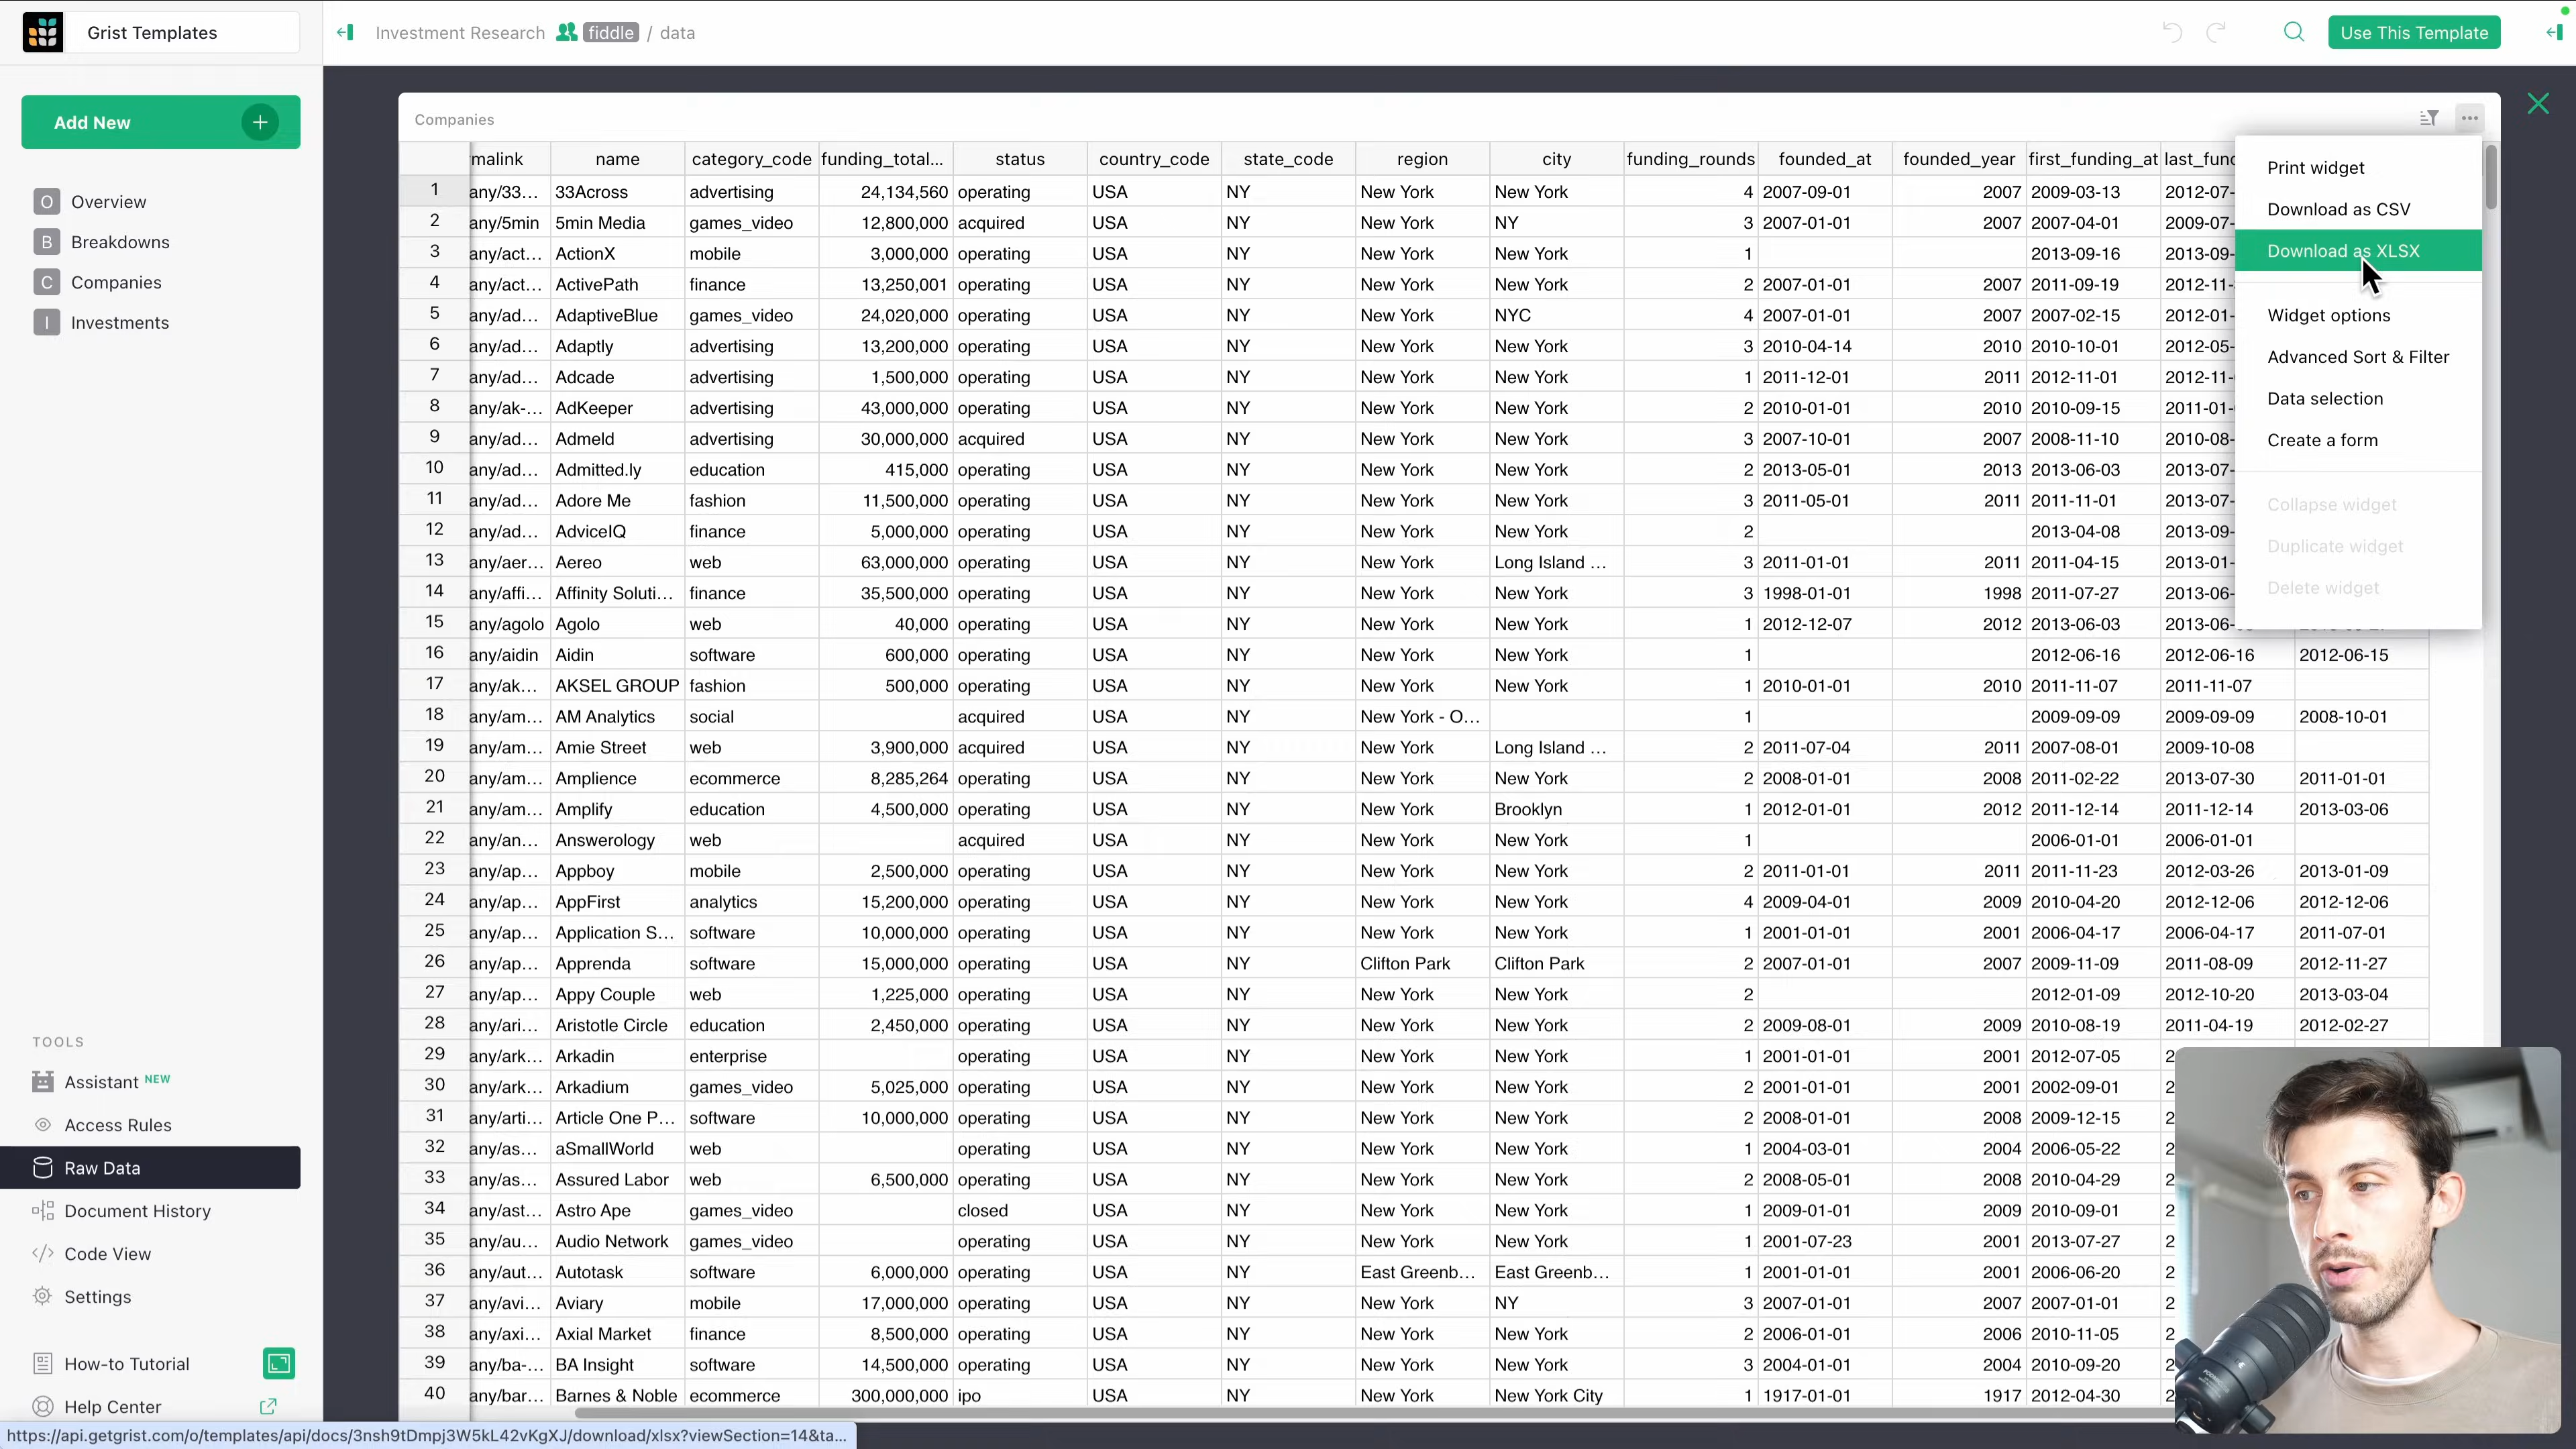 Grist Templates
Investment Research fiddle / data
Use This Template
Add New
O Overview
B Breakdowns
C Companies
I Investments
TOOLS
Assistant NEW
Access Rules
Raw Data
Document History
Code View
Settings
How-to Tutorial
Help Center
Companies
malink name category_code funding_total... status country_code state_code region city funding_rounds founded_at founded_year first_funding_at last_func
1 any/33... 33Across advertising 24,134,560 operating USA NY New York New York 4 2007-09-01 2007 2009-03-13 2012-07-
2 any/5min 5min Media games_video 12,800,000 acquired USA NY New York NY 3 2007-01-01 2007 2007-04-01 2009-07-
3 any/act... ActionX mobile 3,000,000 operating USA NY New York New York 1 2013-09-16 2013-09-
4 any/act... ActivePath finance 13,250,001 operating USA NY New York New York 2 2007-01-01 2007 2011-09-19 2012-11-
5 any/ad... AdaptiveBlue games_video 24,020,000 operating USA NY New York NYC 4 2007-01-01 2007 2007-02-15 2012-01-
6 any/ad... Adaptly advertising 13,200,000 operating USA NY New York New York 3 2010-04-14 2010 2010-10-01 2012-05-
7 any/ad... Adcade advertising 1,500,000 operating USA NY New York New York 1 2011-12-01 2011 2012-11-01 2012-11-
8 any/ak-... AdKeeper advertising 43,000,000 operating USA NY New York New York 2 2010-01-01 2010 2010-09-15 2011-01-
9 any/ad... Admeld advertising 30,000,000 acquired USA NY New York New York 3 2007-10-01 2007 2008-11-10 2010-08-
10 any/ad... Admitted.ly education 415,000 operating USA NY New York New York 2 2013-05-01 2013 2013-06-03 2013-07-
11 any/ad... Adore Me fashion 11,500,000 operating USA NY New York New York 3 2011-05-01 2011 2011-11-01 2013-07-
12 any/ad... AdviceIQ finance 5,000,000 operating USA NY New York New York 2 2013-04-08 2013-09-
13 any/aer... Aereo web 63,000,000 operating USA NY New York Long Island ... 3 2011-01-01 2011 2011-04-15 2013-01-
14 any/affi... Affinity Soluti... finance 35,500,000 operating USA NY New York New York 3 1998-01-01 1998 2011-07-27 2013-06-
15 any/agolo Agolo web 40,000 operating USA NY New York New York 1 2012-12-07 2012 2013-06-03 2013-06-
16 any/aidin Aidin software 600,000 operating USA NY New York New York 1 2012-06-16 2012-06-16 2012-06-15
17 any/ak... AKSEL GROUP fashion 500,000 operating USA NY New York New York 1 2010-01-01 2010 2011-11-07 2011-11-07
18 any/am... AM Analytics social acquired USA NY New York - O... 1 2009-09-09 2009-09-09 2008-10-01
19 any/am... Amie Street web 3,900,000 acquired USA NY New York Long Island ... 2 2011-07-04 2011 2007-08-01 2009-10-08
20 any/am... Amplience ecommerce 8,285,264 operating USA NY New York New York 2 2008-01-01 2008 2011-02-22 2013-07-30 2011-01-01
21 any/am... Amplify education 4,500,000 operating USA NY New York Brooklyn 1 2012-01-01 2012 2011-12-14 2011-12-14 2013-03-06
22 any/an... Answerology web acquired USA NY New York New York 1 2006-01-01 2006-01-01
23 any/ap... Appboy mobile 2,500,000 operating USA NY New York New York 2 2011-01-01 2011 2011-11-23 2012-03-26 2013-01-09
24 any/ap... AppFirst analytics 15,200,000 operating USA NY New York New York 4 2009-04-01 2009 2010-04-20 2012-12-06 2012-12-06
25 any/ap... Application S... software 10,000,000 operating USA NY New York New York 1 2001-01-01 2001 2006-04-17 2006-04-17 2011-07-01
26 any/ap... Apprenda software 15,000,000 operating USA NY Clifton Park Clifton Park 2 2007-01-01 2007 2009-11-09 2011-08-09 2012-11-27
27 any/ap... Appy Couple web 1,225,000 operating USA NY New York New York 2 2012-01-09 2012-10-20 2013-03-04
28 any/ari... Aristotle Circle education 2,450,000 operating USA NY New York New York 2 2009-08-01 2009 2010-08-19 2011-04-19 2012-02-27
29 any/ark... Arkadin enterprise operating USA NY New York New York 1 2001-01-01 2001 2012-07-05 2
30 any/ark... Arkadium games_video 5,025,000 operating USA NY New York New York 2 2001-01-01 2001 2002-09-01 2
31 any/arti... Article One P... software 10,000,000 operating USA NY New York New York 2 2008-01-01 2008 2009-12-15 2
32 any/as... aSmallWorld web operating USA NY New York New York 1 2004-03-01 2004 2006-05-22 2
33 any/as... Assured Labor web 6,500,000 operating USA NY New York New York 2 2008-05-01 2008 2010-04-29 2
34 any/ast... Astro Ape games_video closed USA NY New York New York 1 2009-01-01 2009 2010-09-01 2
35 any/au... Audio Network games_video operating USA NY New York New York 1 2001-07-23 2001 2013-07-27 2
36 any/aut... Autotask software 6,000,000 operating USA NY East Greenb... East Greenb... 1 2001-01-01 2001 2006-06-20 2
37 any/avi... Aviary mobile 17,000,000 operating USA NY New York NY 3 2007-01-01 2007 2007-01-01 2
38 any/axi... Axial Market finance 8,500,000 operating USA NY New York New York 2 2006-01-01 2006 2010-11-05 2
39 any/ba-... BA Insight software 14,500,000 operating USA NY New York New York 3 2004-01-01 2004 2010-09-20 2
40 any/bar... Barnes & Noble ecommerce 300,000,000 ipo USA NY New York New York City 1 1917-01-01 1917 2012-04-30 2
Print widget
Download as CSV
Download as XLSX
Widget options
Advanced Sort & Filter
Data selection
Create a form
Collapse widget
Duplicate widget
Delete widget
https://api.getgrist.com/o/templates/api/docs/3nsh9tDmpj3W5kL42vKgXJ/download/xlsx?viewSection=14&ta...